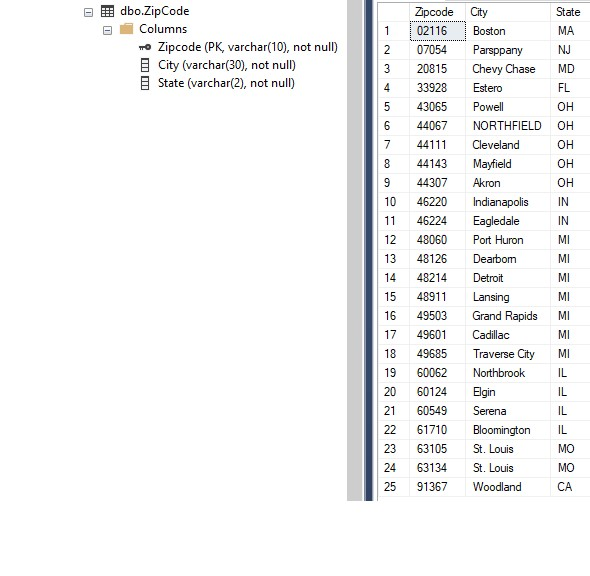 dbo.ZipCode
Columns
Zipcode (PK, varchar(10), not null)
City (varchar(30), not null)
State (varchar(2), not null)
Zipcode City State
1 02116 Boston MA
2 07054 Parsppany NJ
3 20815 Chevy Chase MD
4 33928 Estero FL
5 43065 Powell OH
6 44067 NORTHFIELD OH
7 44111 Cleveland OH
8 44143 Mayfield OH
9 44307 Akron OH
10 46220 Indianapolis IN
11 46224 Eagledale IN
12 48060 Port Huron MI
13 48126 Dearborn MI
14 48214 Detroit MI
15 48911 Lansing MI
16 49503 Grand Rapids MI
17 49601 Cadillac MI
18 49685 Traverse City MI
19 60062 Northbrook IL
20 60124 Elgin IL
21 60549 Serena IL
22 61710 Bloomington IL
23 63105 St. Louis MO
24 63134 St. Louis MO
25 91367 Woodland CA